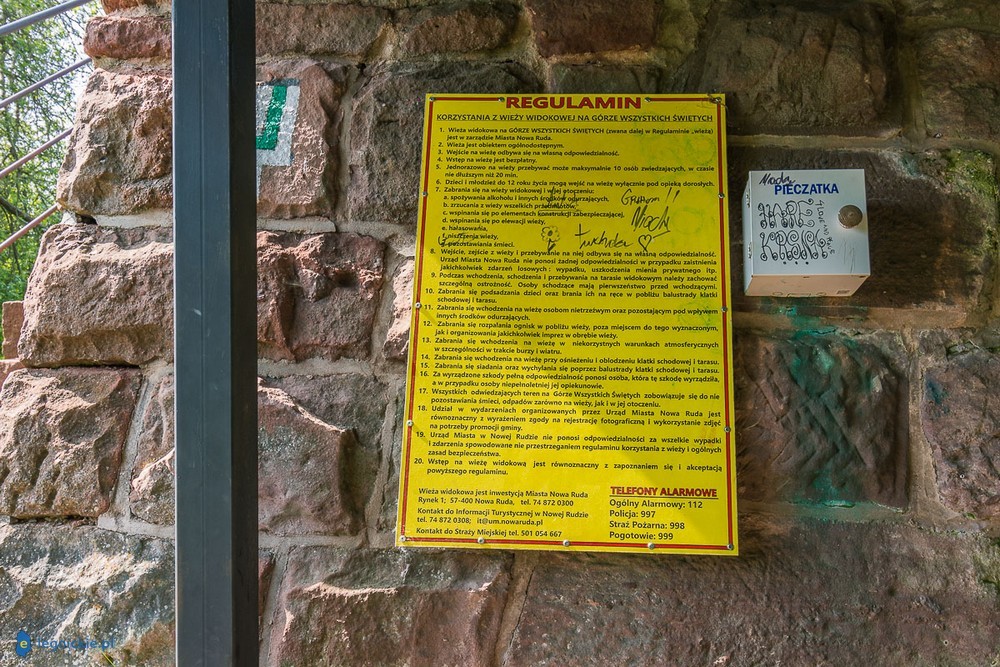 REGULAMIN
KORZYSTANIA Z WIEŻY WIDOKOWEJ NA GÓRZE WSZYSTKICH ŚWIĘTYCH
1. Wieża widokowa na GÓRZE WSZYSTKICH ŚWIĘTYCH (zwana dalej w Regulaminie „wieżą)
jest w zarządzie Miasta Nowa Ruda.
2. Wieża jest obiektem ogólnodostępnym.
3. Wejście na wieżę odbywa się na własną odpowiedzialność.
4. Wstęp na wieżę jest bezpłatny.
5. Jednorazowo na wieży przebywać może maksymalnie 10 osób zwiedzających, w czasie
nie dłuższym niż 20 min.
6. Dzieci i młodzież do 12 roku życia mogą wejść na wieżę wyłącznie pod opieką dorosłych.
7. Zabrania się na wieży widokowej i w jej otoczeniu:
a. spożywania alkoholu i innych środków odurzających,
b. zrzucania z wieży wszelkich przedmiotów,
c. wspinania się po elementach konstrukcji zabezpieczającej,
d. wspinania się po elewacji wieży,
e. hałasowania,
f. niszczenia wieży,
g. pozostawiania śmieci.
8. Wejście, zejście z wieży i przebywanie na niej odbywa się na własną odpowiedzialność.
Urząd Miasta Nowa Ruda nie ponosi żadnej odpowiedzialności w przypadku zaistnienia
jakichkolwiek zdarzeń losowych : wypadku, uszkodzenia mienia prywatnego itp.
9. Podczas wchodzenia, schodzenia i przebywania na tarasie widokowym należy zachować
szczególną ostrożność. Osoby schodzące mają pierwszeństwo przed wchodzącymi.
10. Zabrania się podsadzania dzieci oraz brania ich na ręce w pobliżu balustrady klatki
schodowej i tarasu.
11. Zabrania się wchodzenia na wieżę osobom nietrzeźwym oraz pozostającym pod wpływem
innych środków odurzających.
12. Zabrania się rozpalania ognisk w pobliżu wieży, poza miejscem do tego wyznaczonym,
jak i organizowania jakichkolwiek imprez w obrębie wieży.
13. Zabrania się wchodzenia na wieżę w niekorzystnych warunkach atmosferycznych
w szczególności w trakcie burzy i wiatru.
14. Zabrania się wchodzenia na wieżę przy ośnieżeniu i oblodzeniu klatki schodowej i tarasu.
15. Zabrania się siadania oraz wychylania się poprzez balustrady klatki schodowej i tarasu.
16. Za wyrządzone szkody pełną odpowiedzialność ponosi osoba, która tę szkodę wyrządziła,
a w przypadku osoby niepełnoletniej jej opiekunowie.
17. Wszystkich odwiedzających teren na Górze Wszystkich Świętych zobowiązuje się do nie
pozostawiania śmieci, odpadów zarówno na wieży, jak i w jej otoczeniu.
18. Udział w wydarzeniach organizowanych przez Urząd Miasta Nowa Ruda jest
równoznaczny z wyrażeniem zgody na rejestrację fotograficzną i wykorzystanie zdjęć
na potrzeby promocji gminy.
19. Urząd Miasta w Nowej Rudzie nie ponosi odpowiedzialności za wszelkie wypadki
i zdarzenia spowodowane nie przestrzeganiem regulaminu korzystania z wieży i ogólnych
zasad bezpieczeństwa.
20. Wstęp na wieżę widokową jest równoznaczny z zapoznaniem się i akceptacją
powyższego regulaminu.
Wieża widokowa jest inwestycją Miasta Nowa Ruda
Rynek 1; 57-400 Nowa Ruda, tel. 74 872 0300
Kontakt do Informacji Turystycznej w Nowej Rudzie
tel. 74 872 0308; it@um.nowaruda.pl
Kontakt do Straży Miejskiej tel. 501 054 667
TELEFONY ALARMOWE
Ogólny Alarmowy: 112
Policja: 997
Straż Pożarna: 998
Pogotowie: 999
PIECZĄTKA